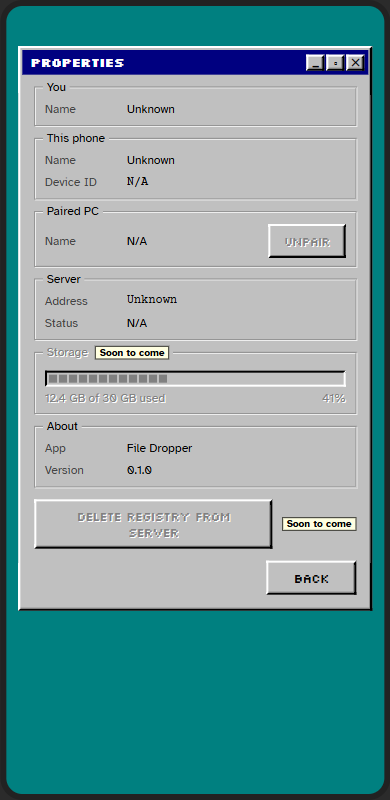 PROPERTIES
You
Name Unknown
This phone
Name Unknown
Device ID N/A
Paired PC
Name N/A UNPAIR
Server
Address Unknown
Status N/A
Storage Soon to come
12.4 GB of 30 GB used 41%
About
App File Dropper
Version 0.1.0
DELETE REGISTRY FROM
SERVER
Soon to come
BACK